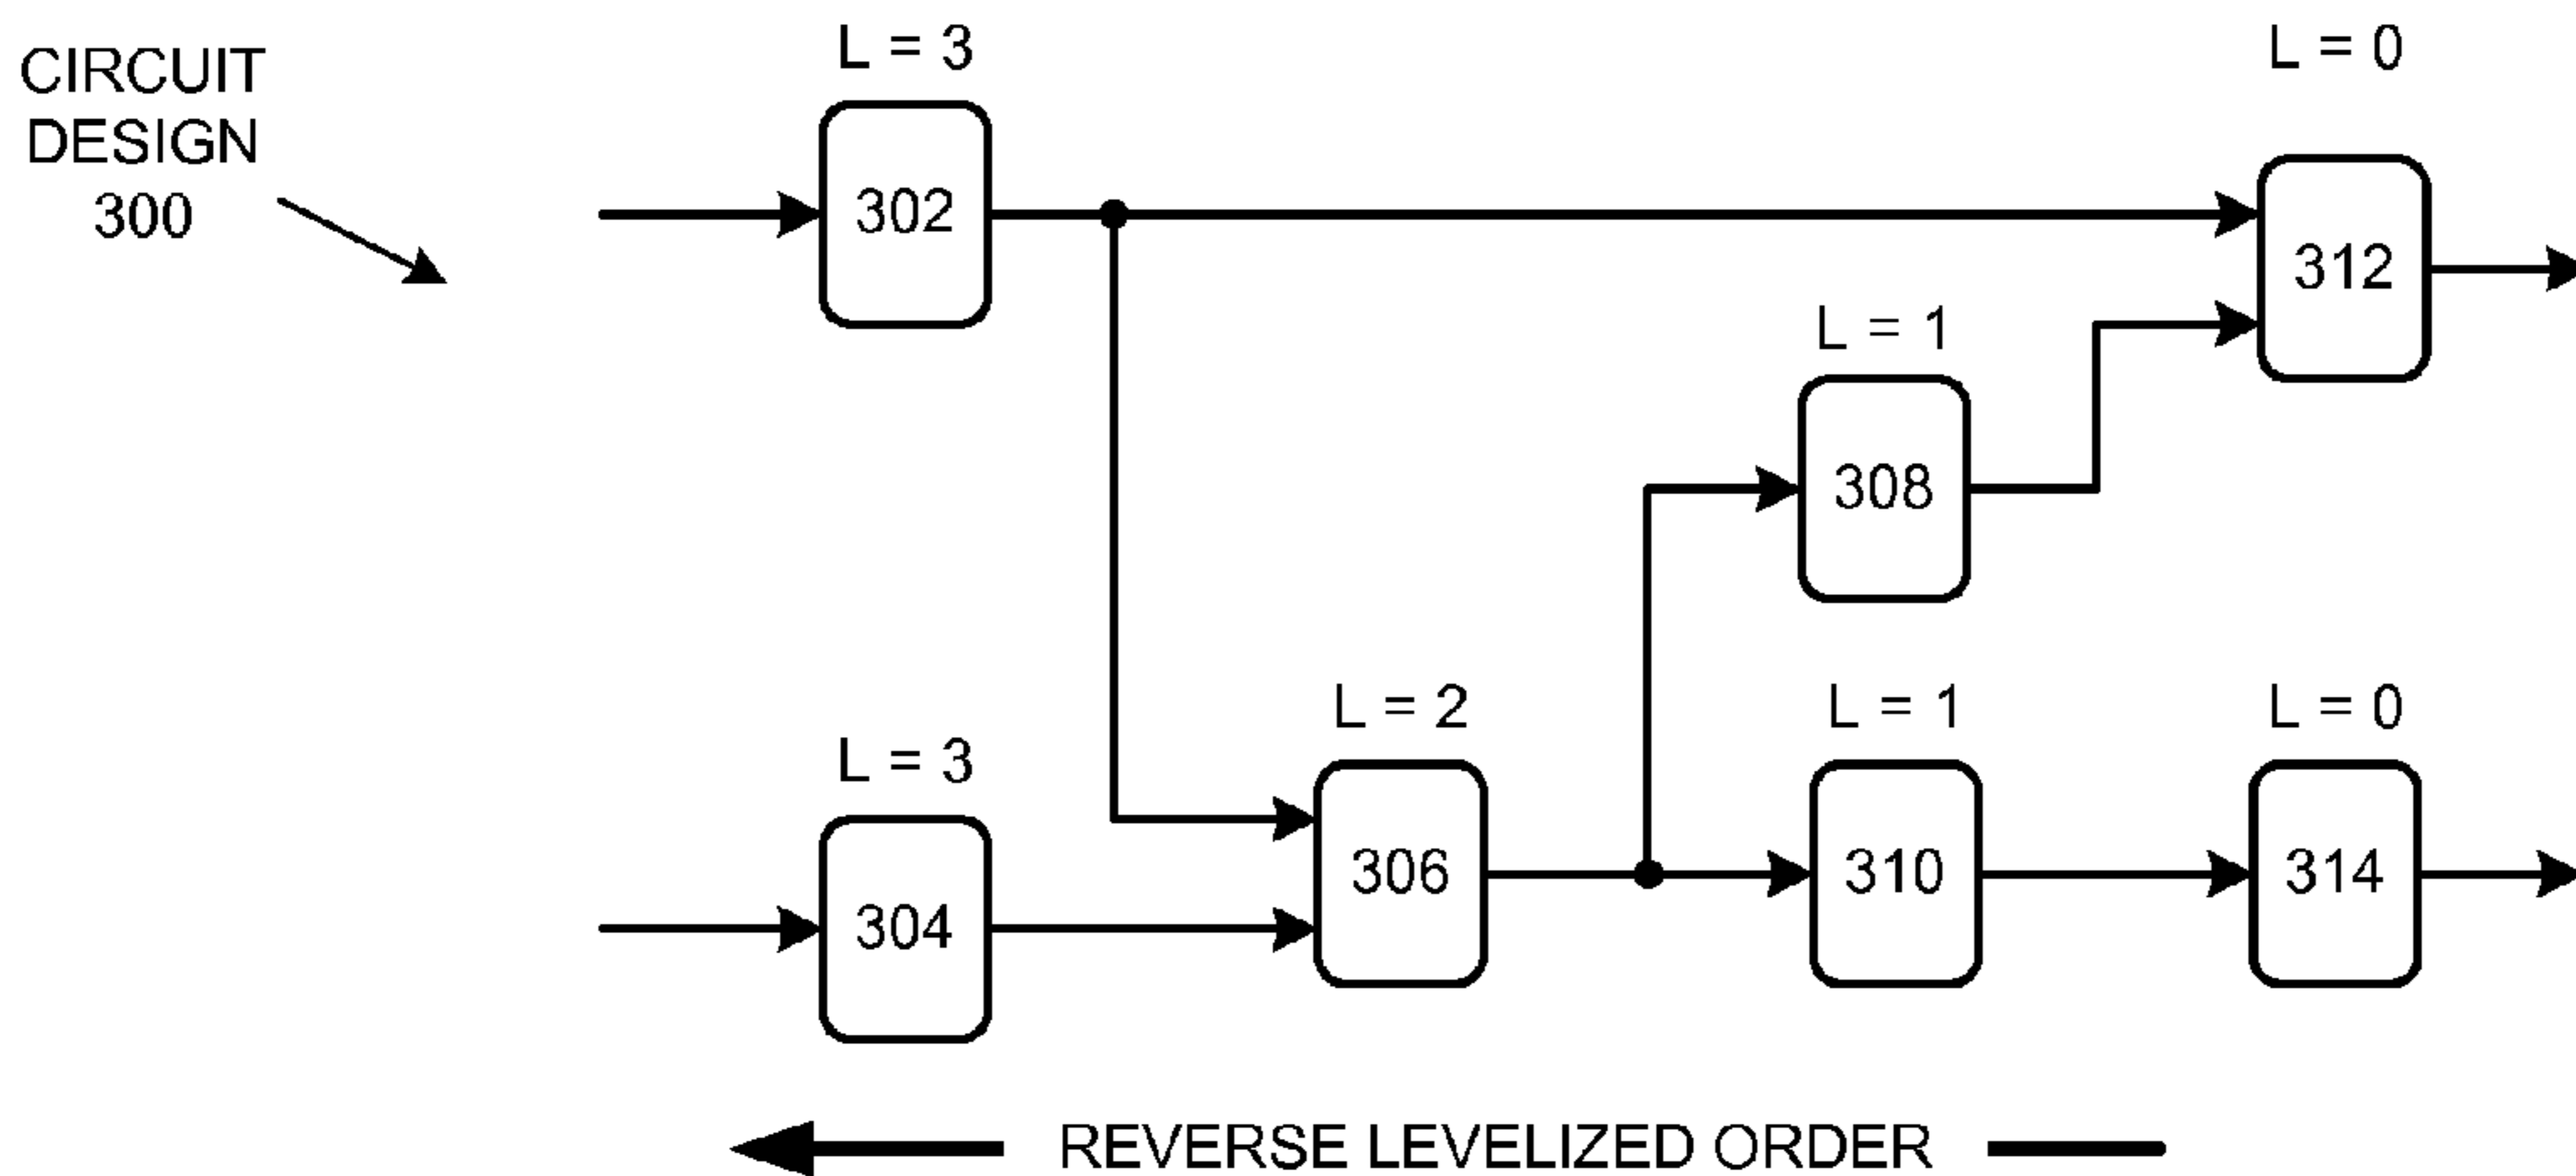 CIRCUIT
DESIGN
300
L = 3
302
L = 0
312
L = 1
308
L = 3
304
L = 2
306
L = 1
310
L = 0
314
REVERSE LEVELIZED ORDER